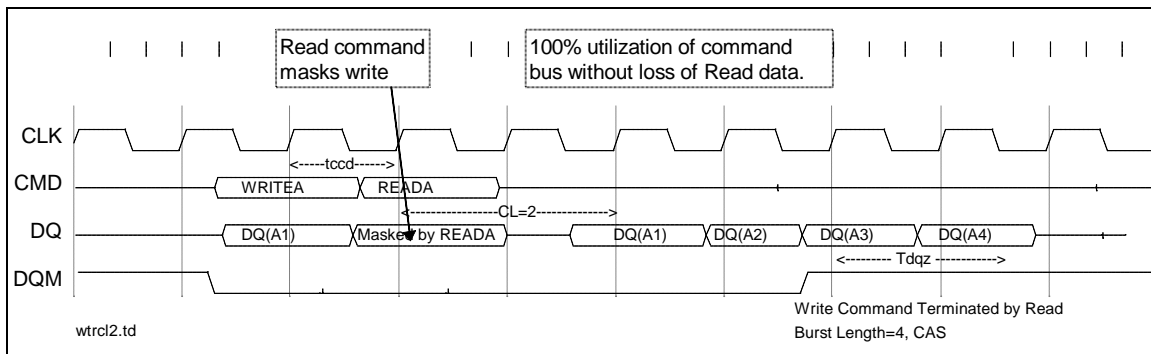 Read command
masks write
100% utilization of command
bus without loss of Read data.
CLK
<-----tccd------>
CMD
WRITEA
READA
<----------------CL=2--------------->
DQ
DQ(A1)
Masked by READA
DQ(A1)
DQ(A2)
DQ(A3)
DQ(A4)
<--------- Tdqz ----------->
DQM
Write Command Terminated by Read
Burst Length=4, CAS
wtrcl2.td